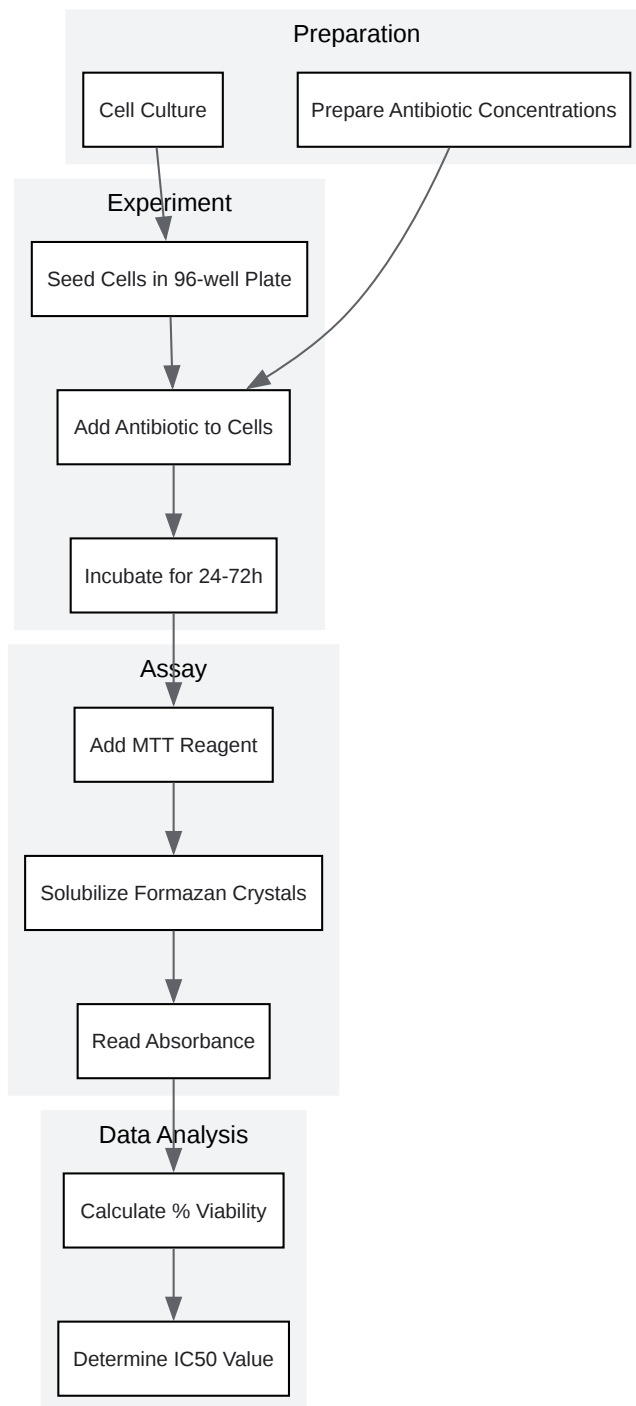 Preparation
Cell Culture
Prepare Antibiotic Concentrations
Experiment
Seed Cells in 96-well Plate
Add Antibiotic to Cells
Incubate for 24-72h
Assay
Add MTT Reagent
Solubilize Formazan Crystals
Read Absorbance
Data Analysis
Calculate % Viability
Determine IC50 Value